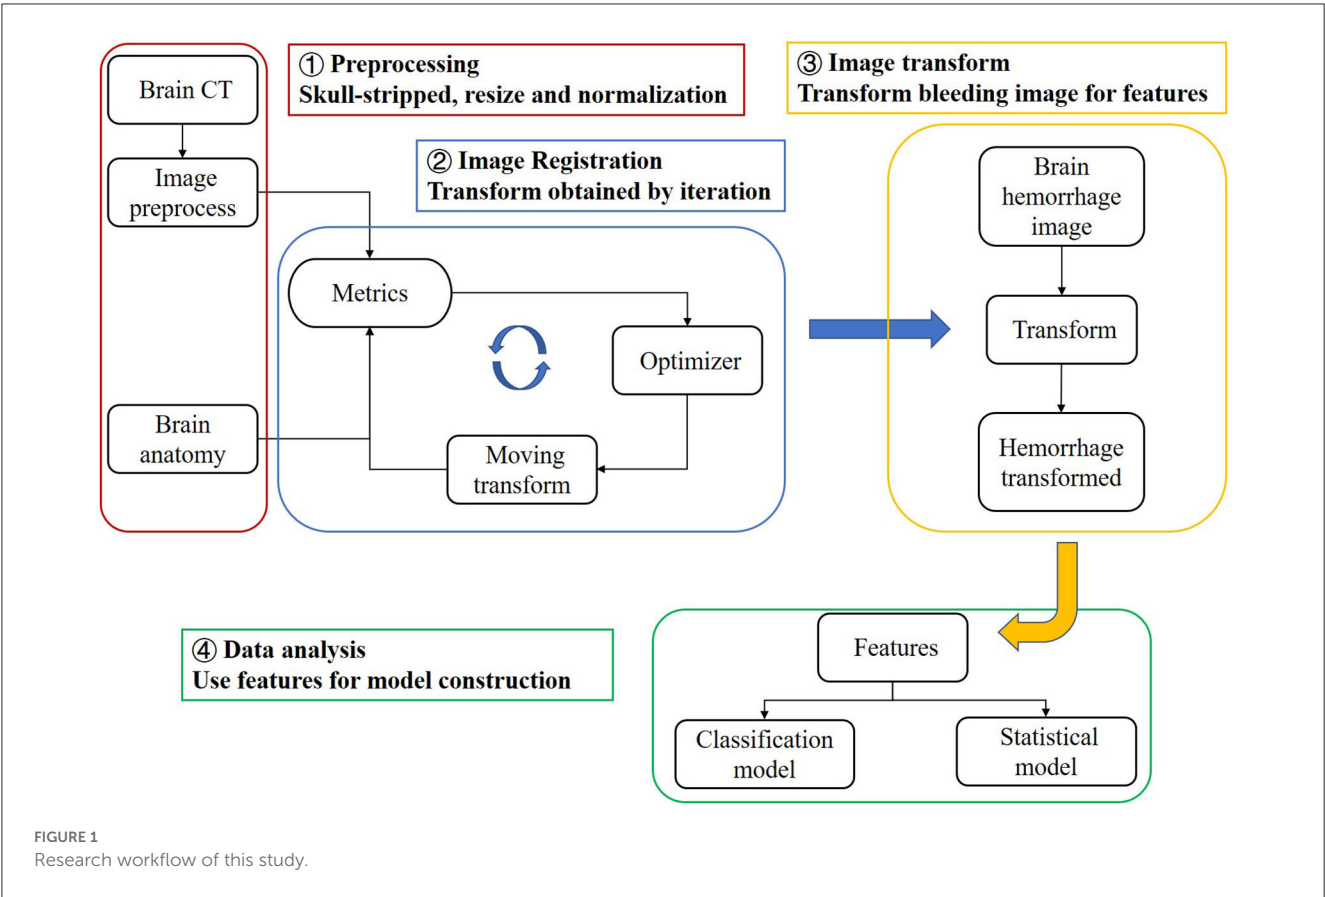 ① Preprocessing
Skull-stripped, resize and normalization
Brain CT
Image
preprocess
Brain
anatomy
② Image Registration
Transform obtained by iteration
Metrics
Optimizer
Moving
transform
③ Image transform
Transform bleeding image for features
Brain
hemorrhage
image
Transform
Hemorrhage
transformed
④ Data analysis
Use features for model construction
Features
Classification
model
Statistical
model
FIGURE 1
Research workflow of this study.